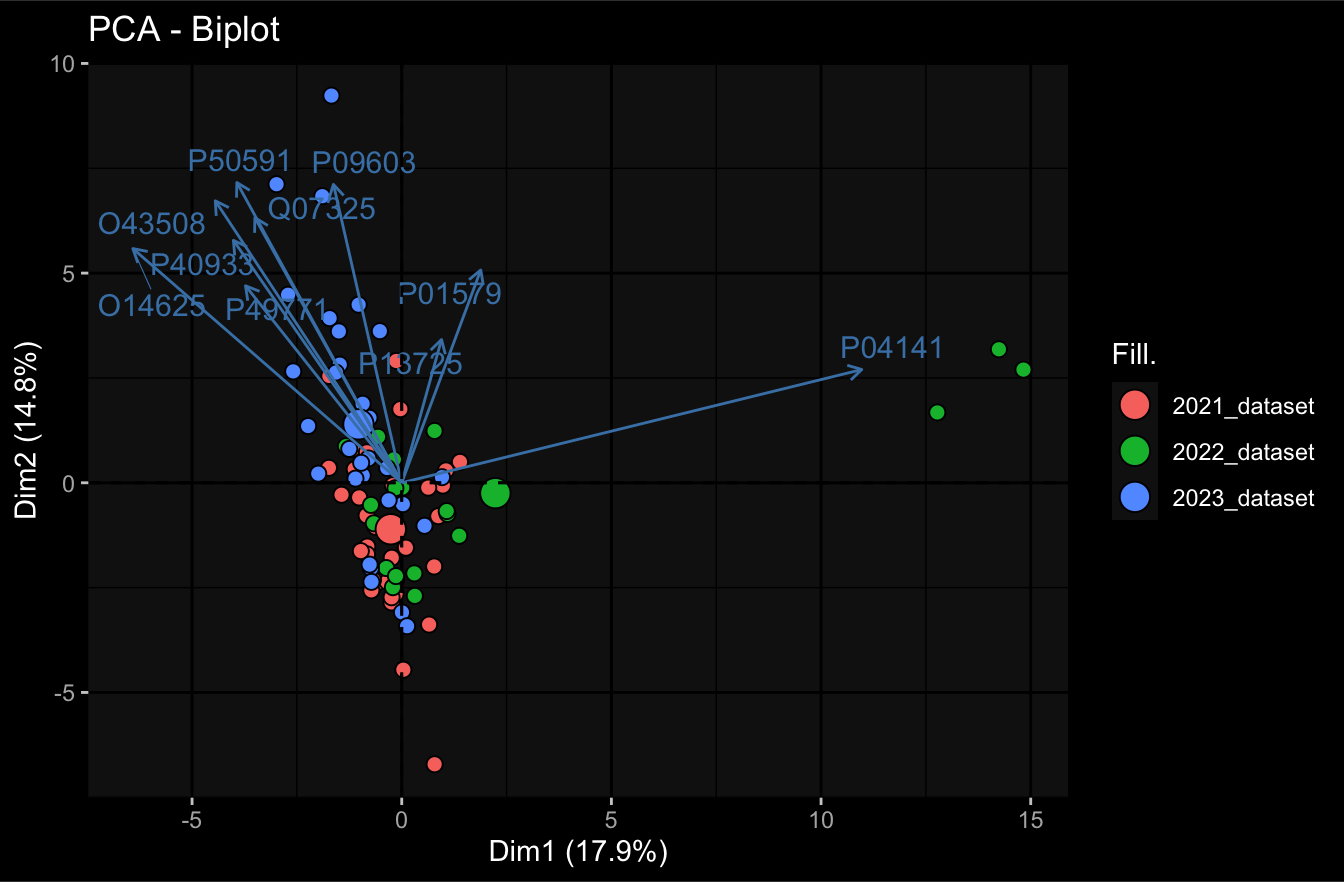 PCA - Biplot
10
5
0
-5
Dim2 (14.8%)
P50591
P09603
Q07325
O43508
P40933
O14625
P49771
P01579
P13725
P04141
-5
0
5
10
15
Dim1 (17.9%)
Fill.
2021_dataset
2022_dataset
2023_dataset